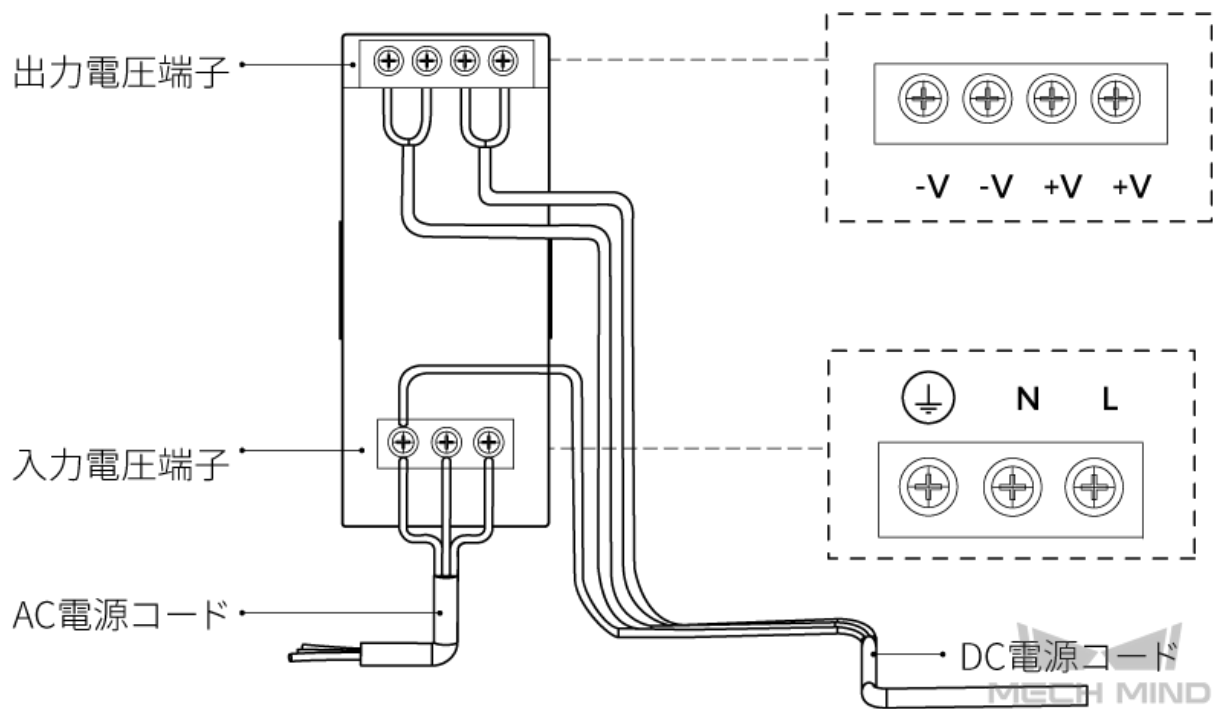 出力電圧端子
-V -V +V +V
N L
入力電圧端子
AC電源コード
DC電源コード
MECH MIND